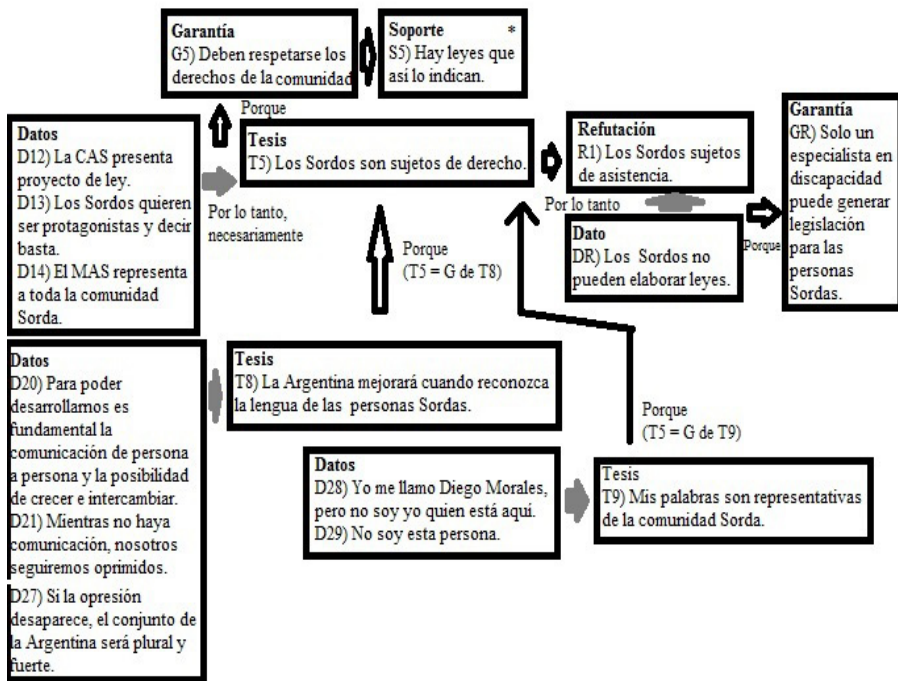 Garantía
G5) Deben respetarse los
derechos de la comunidad
Soporte *
S5) Hay leyes que
asi lo indican.
Porque
Datos
D12) La CAS presenta
proyecto de ley.
D13) Los Sordos quieren
ser protagonistas y decir
basta.
D14) El MAS representa
a toda la comunidad
Sorda.
Por lo tanto,
necesariamente
Tesis
T5) Los Sordos son sujetos de derecho.
Refutación
R1) Los Sordos sujetos
de asistencia.
Por lo tanto
Dato
DR) Los Sordos no
pueden elaborar leyes.
Porque
Garantía
GR) Solo un
especialista en
discapacidad
puede generar
legislación
para las
personas
Sordas.
Porque
(T5 = G de T8)
Datos
D20) Para poder
desarrollarnos es
fundamental la
comunicación de persona
a persona y la posibilidad
de crecer e intercambiar.
D21) Mientras no haya
comunicación, nosotros
seguiremos oprimidos.
D27) Si la opresión
desaparece, el conjunto de
la Argentina será plural y
fuerte.
Tesis
T8) La Argentina mejorará cuando reconozca
la lengua de las personas Sordas.
Porque
(T5 = G de T9)
Datos
D28) Yo me llamo Diego Morales,
pero no soy yo quien está aqui.
D29) No soy esta persona.
Tesis
T9) Mis palabras son representativas
de la comunidad Sorda.